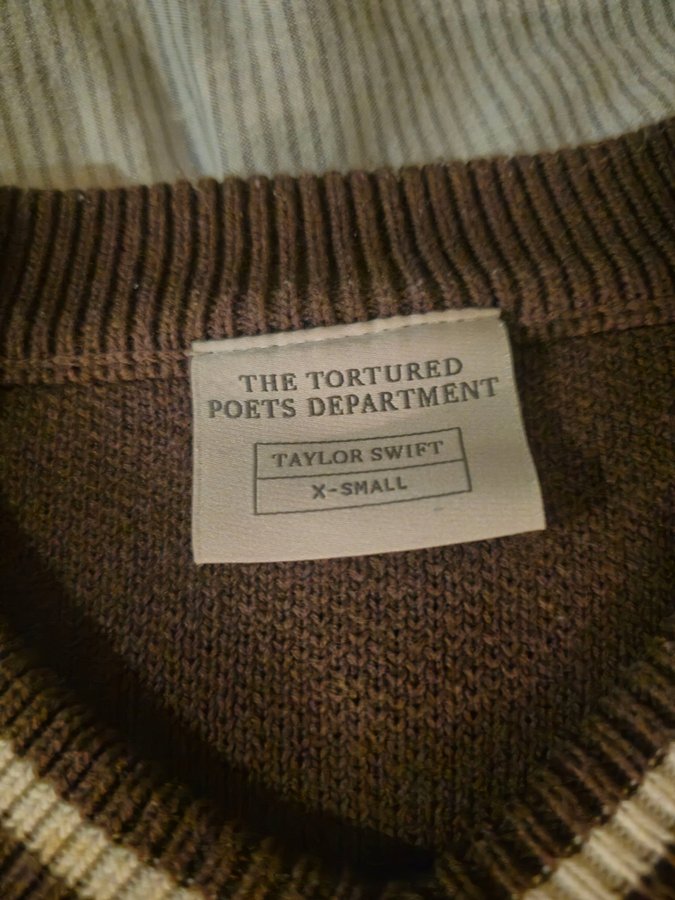 THE TORTURED
POETS DEPARTMENT
TAYLOR SWIFT
X-SMALL